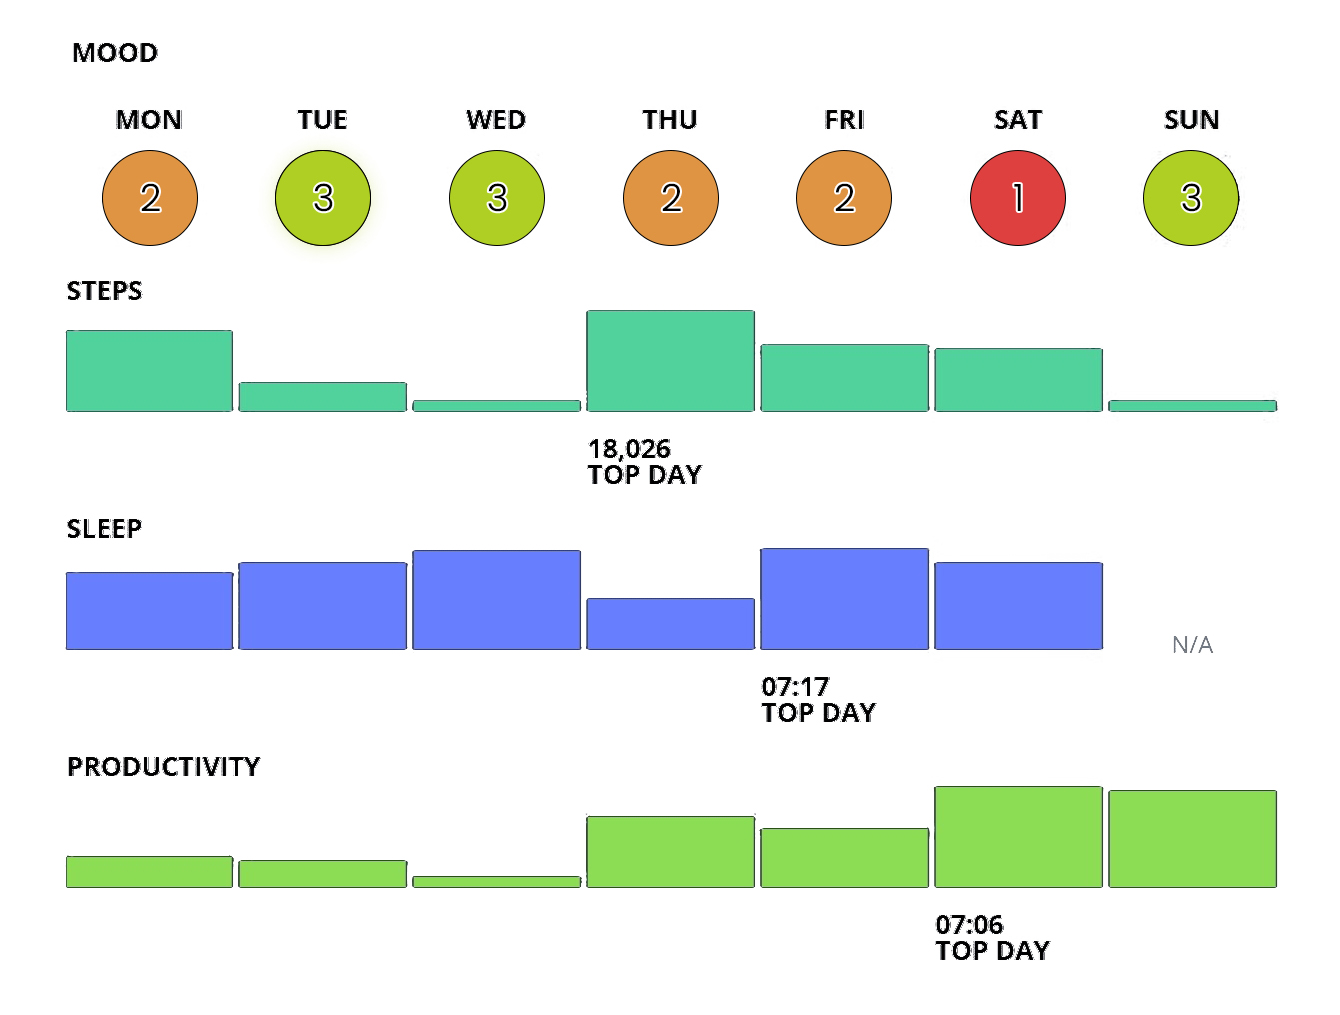 MOOD
MON TUE WED THU FRI SAT SUN
2 3 3 2 2 1 3
STEPS
18,026
TOP DAY
SLEEP
N/A
07:17
TOP DAY
PRODUCTIVITY
07:06
TOP DAY